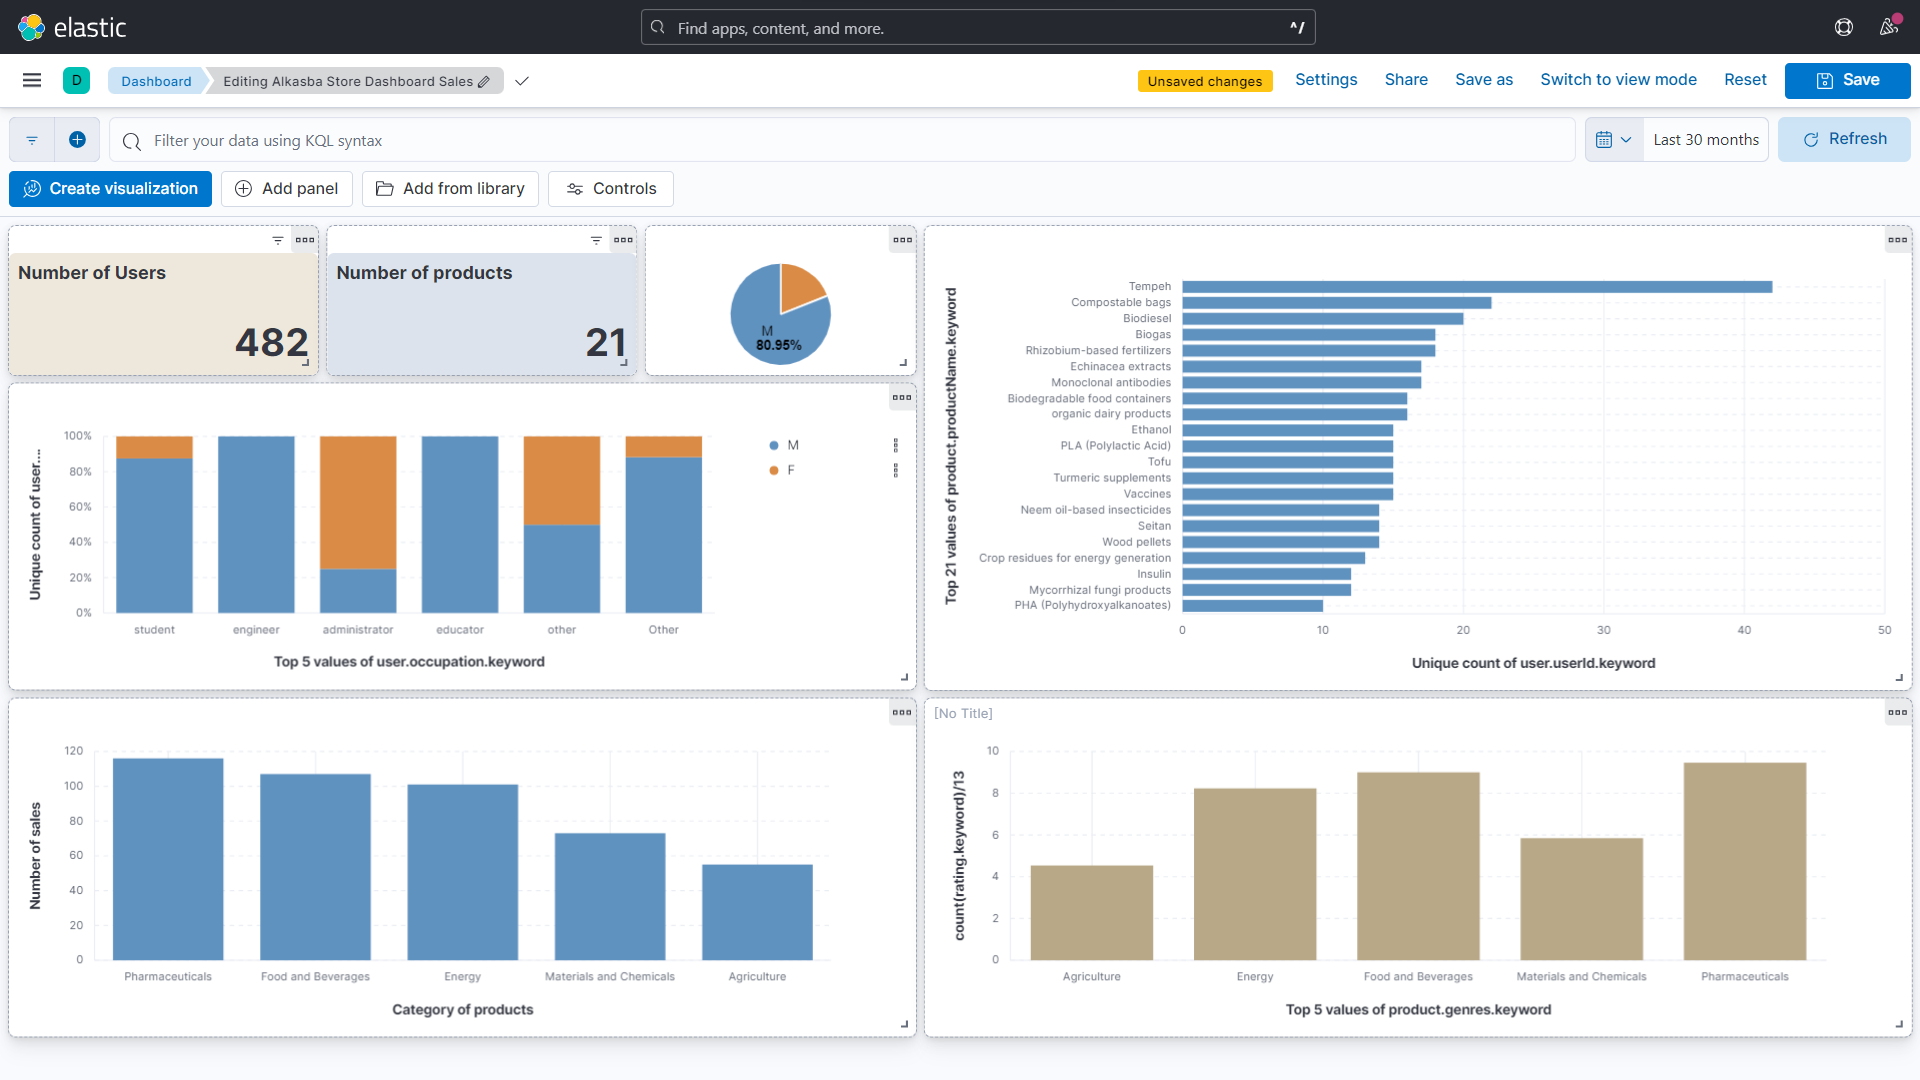 elastic
Find apps, content, and more.
^/
D
Dashboard
Editing Alkasba Store Dashboard Sales
Unsaved changes
Settings
Share
Save as
Switch to view mode
Reset
Save
Filter your data using KQL syntax
Last 30 months
Refresh
Create visualization
Add panel
Add from library
Controls
Number of Users
482
Number of products
21
M
80.95%
Top 21 values of product.productName.keyword
Tempeh
Compostable bags
Biodiesel
Biogas
Rhizobium-based fertilizers
Echinacea extracts
Monoclonal antibodies
Biodegradable food containers
organic dairy products
Ethanol
PLA (Polylactic Acid)
Tofu
Turmeric supplements
Vaccines
Neem oil-based insecticides
Seitan
Wood pellets
Crop residues for energy generation
Insulin
Mycorrhizal fungi products
PHA (Polyhydroxyalkanoates)
0 10 20 30 40 50
Unique count of user.userId.keyword
Unique count of user....
100%
80%
60%
40%
20%
0%
student engineer administrator educator other Other
Top 5 values of user.occupation.keyword
M
F
Number of sales
120
100
80
60
40
20
0
Pharmaceuticals Food and Beverages Energy Materials and Chemicals Agriculture
Category of products
[No Title]
count(rating.keyword)/13
10
8
6
4
2
0
Agriculture Energy Food and Beverages Materials and Chemicals Pharmaceuticals
Top 5 values of product.genres.keyword